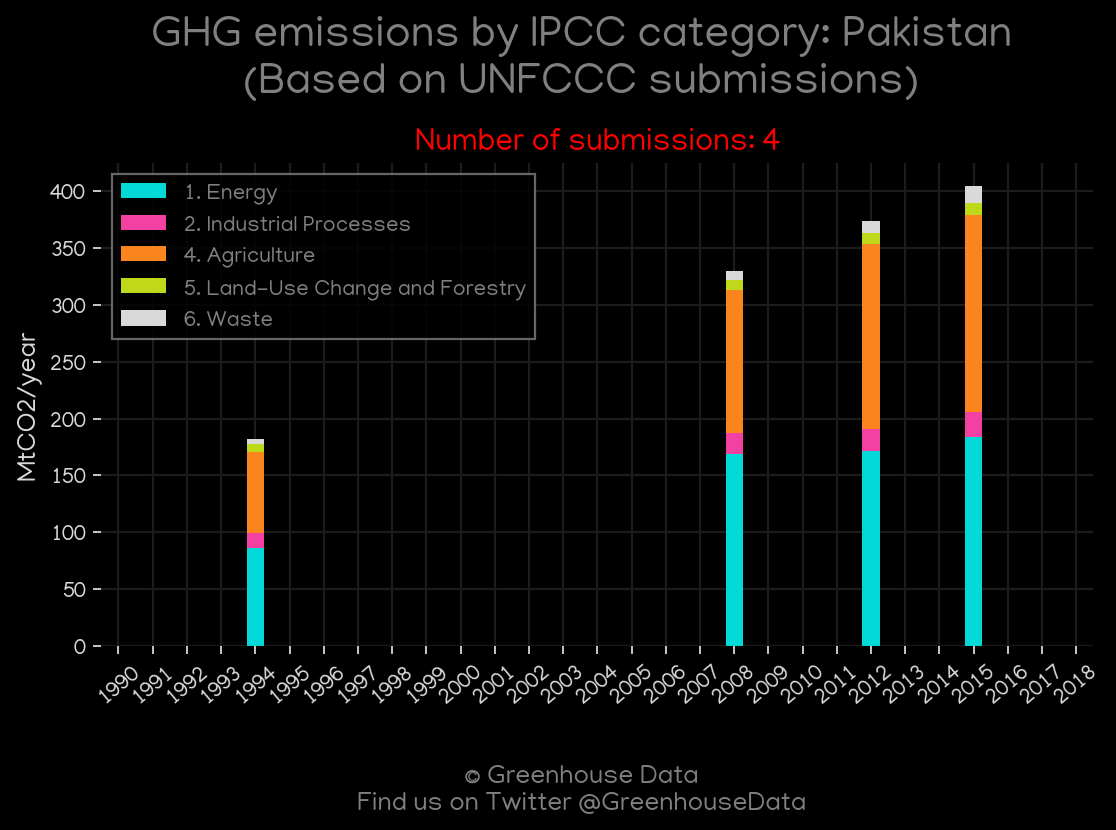 GHG emissions by IPCC category: Pakistan
(Based on UNFCCC submissions)
Number of submissions: 4
1. Energy
2. Industrial Processes
4. Agriculture
5. Land-Use Change and Forestry
6. Waste
MtCO2/year
400
350
300
250
200
150
100
50
0
1990 1991 1992 1993 1994 1995 1996 1997 1998 1999 2000 2001 2002 2003 2004 2005 2006 2007 2008 2009 2010 2011 2012 2013 2014 2015 2016 2017 2018
© Greenhouse Data
Find us on Twitter @GreenhouseData